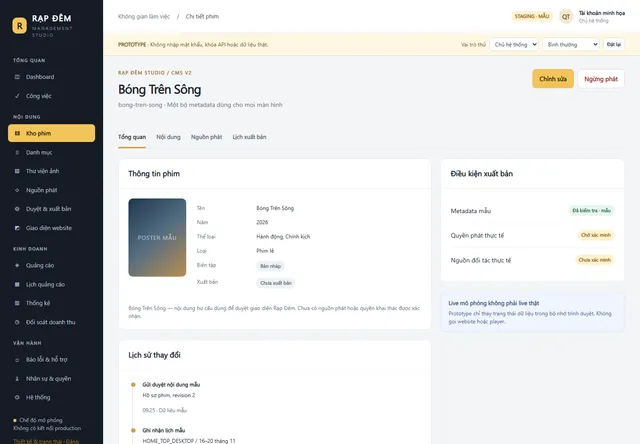 R
RẠP ĐÊM
MANAGEMENT
STUDIO
TỔNG QUAN
Dashboard
Công việc
NỘI DUNG
Kho phim
Danh mục
Thư viện ảnh
Nguồn phát
Duyệt & xuất bản
Giao diện website
KINH DOANH
Quảng cáo
Lịch quảng cáo
Thống kê
Đối soát doanh thu
VẬN HÀNH
Báo lỗi & hỗ trợ
Nhân sự & quyền
Hệ thống
Chế độ mô phỏng
Không có kết nối production
Không gian làm việc / Chi tiết phim
STAGING · MẪU
QT
Tài khoản minh họa
Chủ hệ thống
PROTOTYPE · Không nhập mật khẩu, khóa API hoặc dữ liệu thật.
Vai trò thử
Chủ hệ thống
Bình thường
Đặt lại
RẠP ĐÊM STUDIO / CMS V2
Bóng Trên Sông
bong-tren-song · Một bộ metadata dùng cho mọi màn hình
Chỉnh sửa
Ngừng phát
Tổng quan
Nội dung
Nguồn phát
Lịch xuất bản
Thông tin phim
POSTER MẪU
Tên Bóng Trên Sông
Năm 2026
Thể loại Hành động, Chính kịch
Loại Phim lẻ
Biên tập Bản nháp
Xuất bản Chưa xuất bản
Bóng Trên Sông — nội dung hư cấu dùng để duyệt giao diện Rạp Đêm. Chưa có nguồn phát hoặc quyền khai thác được xác
nhận.
Điều kiện xuất bản
Metadata mẫu Đã kiểm tra · mẫu
Quyền phát thực tế Chờ xác minh
Nguồn đối tác thực tế Chưa xác minh
Live mô phỏng không phải live thật
Prototype chỉ thay trạng thái dữ liệu trong bộ nhớ trình duyệt. Không
gọi website hoặc player.
Lịch sử thay đổi
Gửi duyệt nội dung mẫu
Hồ sơ phim, revision 2
09:25 · Dữ liệu mẫu
Ghi nhận lịch mẫu
HOME_TOP_DESKTOP / 16–20 tháng 11